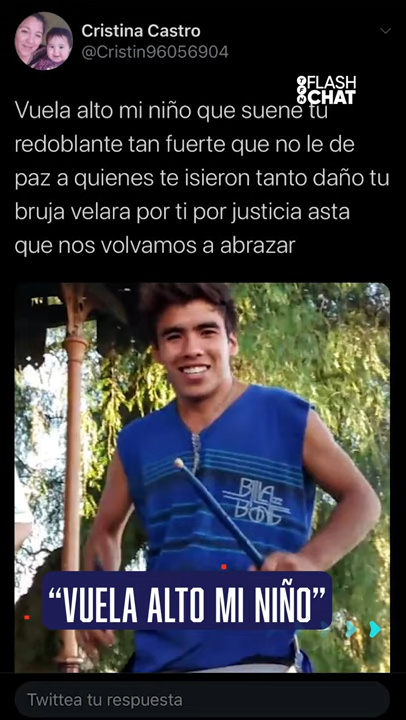 Cristina Castro
@Cristin96056904
FLASH
CHAT
Vuela alto mi niño que suene tu
redoblante tan fuerte que no le de
paz a quienes te isieron tanto daño tu
bruja velara por ti por justicia asta
que nos volvamos a abrazar
BILLA
BONG
“VUELA ALTO MI NIÑO”
Twittea tu respuesta